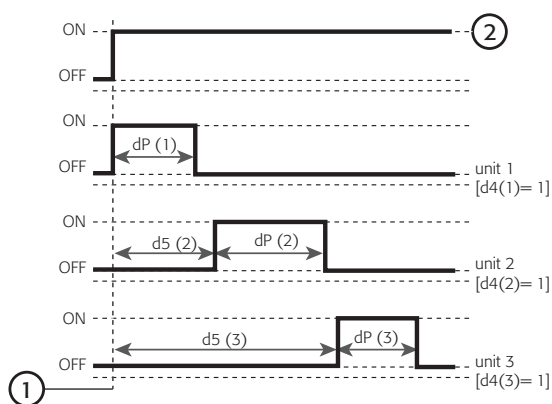 ON
2
OFF
ON
dP (1)
OFF
unit 1
[d4(1)= 1]
ON
d5 (2)
dP (2)
OFF
unit 2
[d4(2)= 1]
ON
d5 (3)
dP (3)
OFF
unit 3
[d4(3)= 1]
1